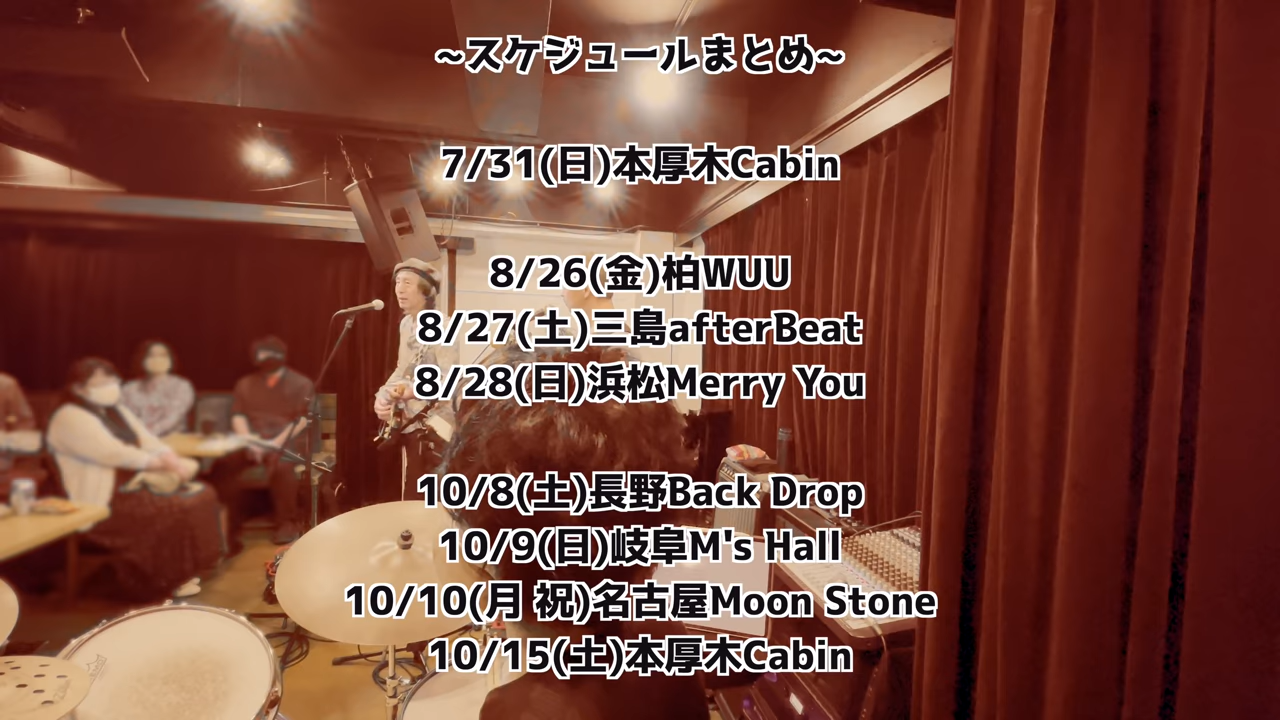 ~スケジュールまとめ~
7/31(日)本厚木Cabin
8/26(金)柏WUU
8/27(土)三島afterBeat
8/28(日)浜松Merry You
10/8(土)長野Back Drop
10/9(日)岐阜M's Hall
10/10(月 祝)名古屋Moon Stone
10/15(土)本厚木Cabin